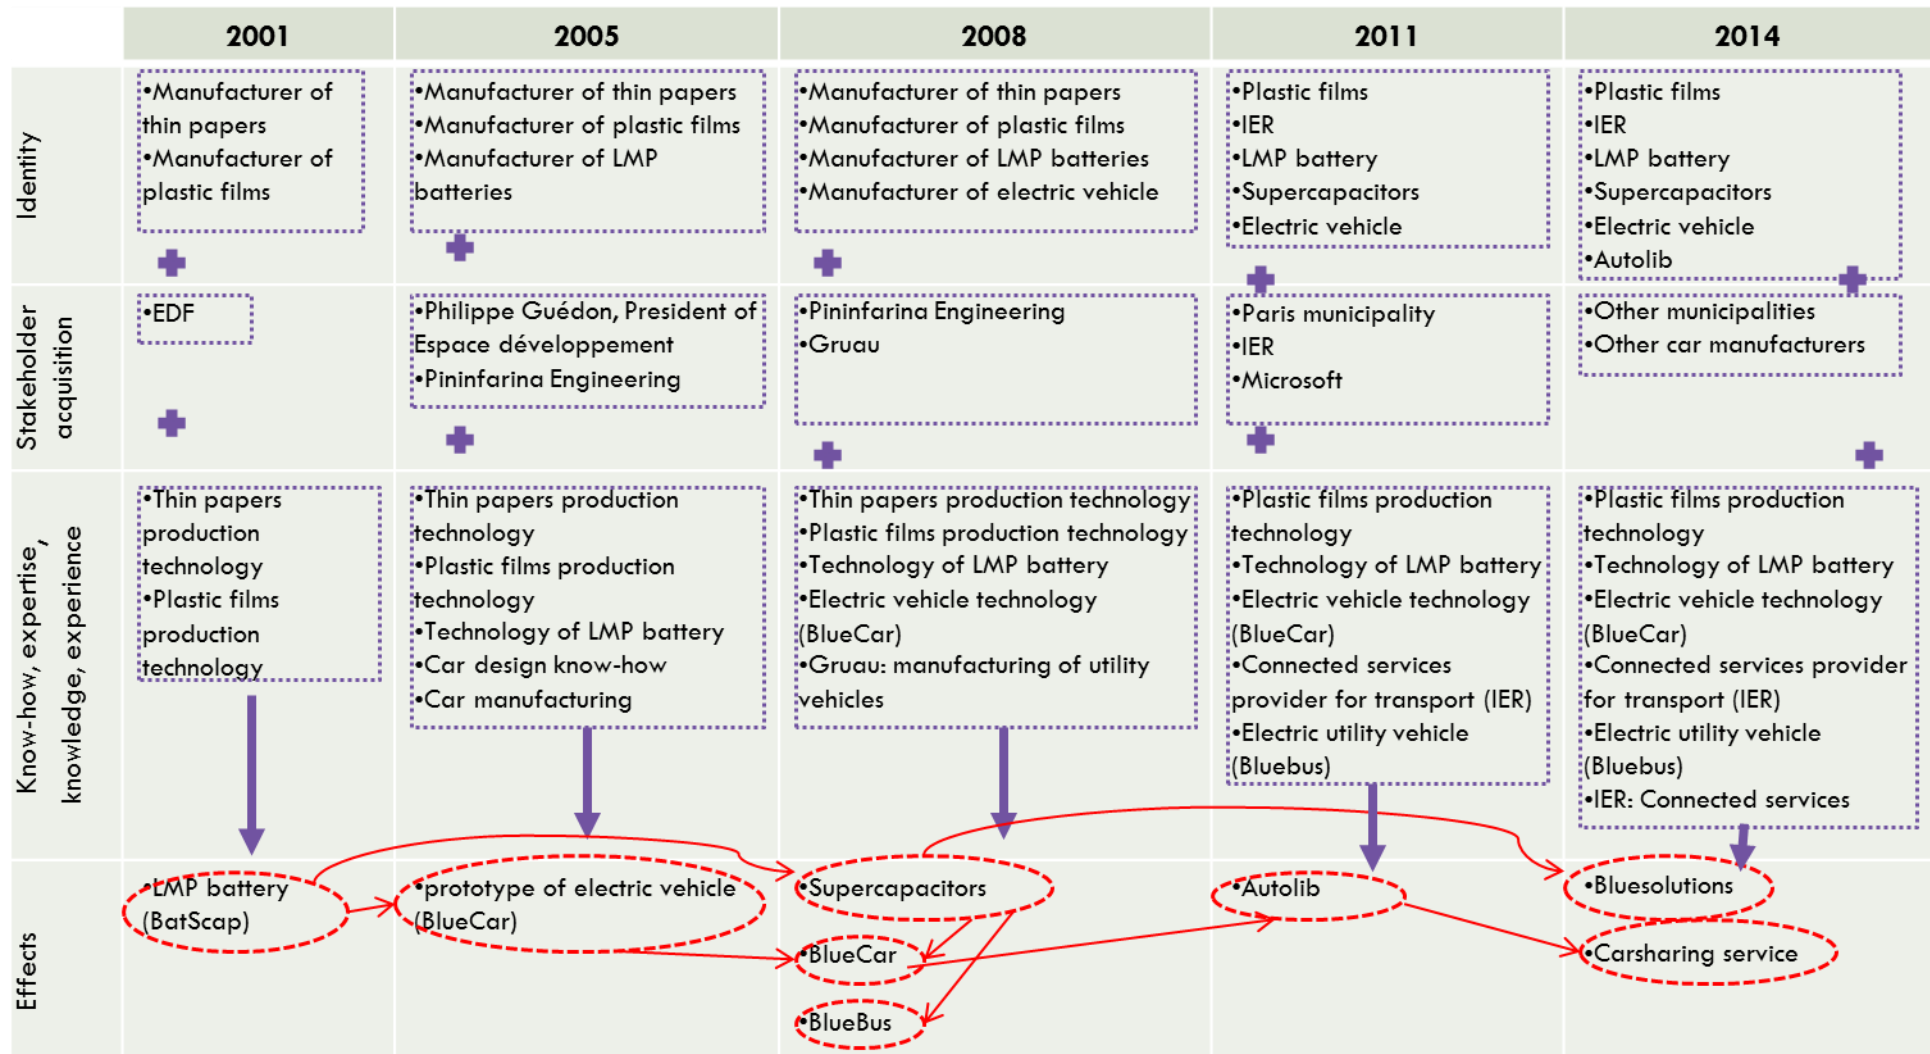 2001
2005
2008
2011
2014
Identity
•Manufacturer of
thin papers
•Manufacturer of
plastic films
•Manufacturer of thin papers
•Manufacturer of plastic films
•Manufacturer of LMP
batteries
•Manufacturer of thin papers
•Manufacturer of plastic films
•Manufacturer of LMP batteries
•Manufacturer of electric vehicle
•Plastic films
•IER
•LMP battery
•Supercapacitors
•Electric vehicle
•Plastic films
•IER
•LMP battery
•Supercapacitors
•Electric vehicle
•Autolib
Stakeholder
acquisition
•EDF
•Philippe Guédon, President of
Espace développement
•Pininfarina Engineering
•Pininfarina Engineering
•Gruau
•Paris municipality
•IER
•Microsoft
•Other municipalities
•Other car manufacturers
Know-how, expertise,
knowledge, experience
•Thin papers
production
technology
•Plastic films
production
technology
•Thin papers production
technology
•Plastic films production
technology
•Technology of LMP battery
•Car design know-how
•Car manufacturing
•Thin papers production technology
•Plastic films production technology
•Technology of LMP battery
•Electric vehicle technology
(BlueCar)
•Gruau: manufacturing of utility
vehicles
•Plastic films production
technology
•Technology of LMP battery
•Electric vehicle technology
(BlueCar)
•Connected services
provider for transport (IER)
•Electric utility vehicle
(Bluebus)
•Plastic films production
technology
•Technology of LMP battery
•Electric vehicle technology
(BlueCar)
•Connected services provider
for transport (IER)
•Electric utility vehicle
(Bluebus)
•IER: Connected services
Effects
•LMP battery
(BatScap)
•prototype of electric vehicle
(BlueCar)
•Supercapacitors
•BlueCar
•BlueBus
•Autolib
•Bluesolutions
•Carsharing service